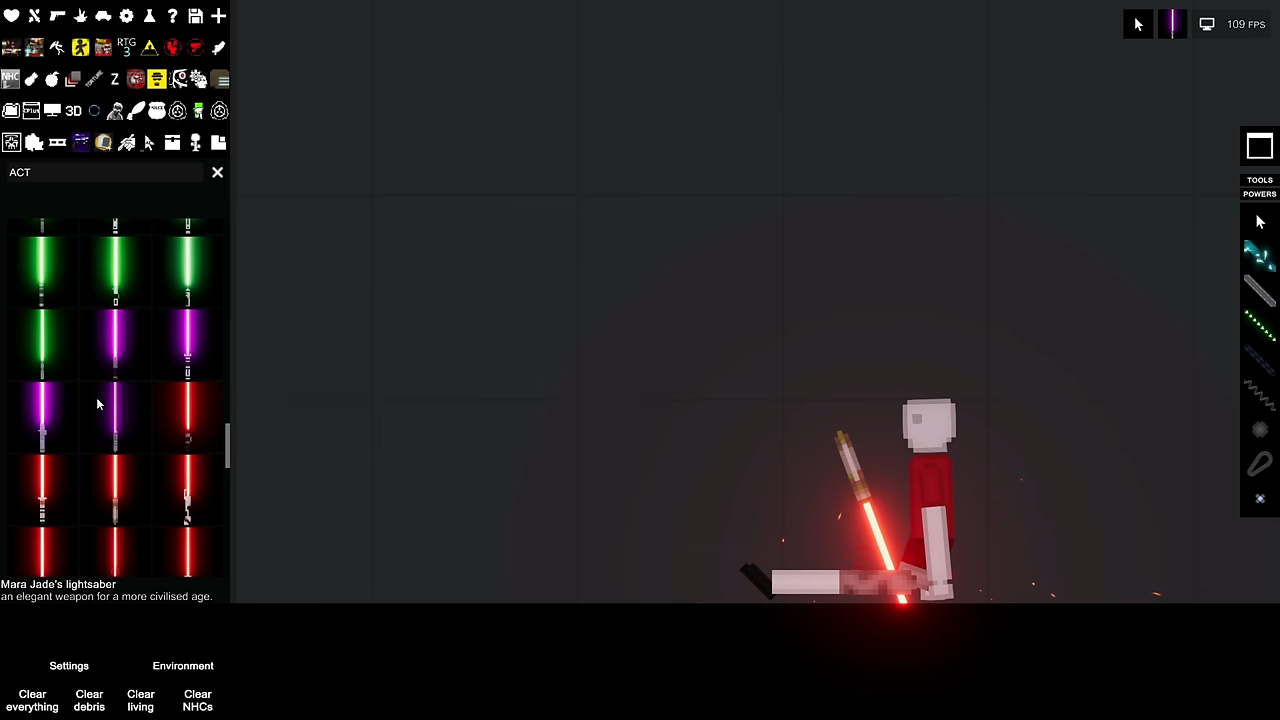 109 FPS
RTG
3
NHC
Z
3D
ACT
TOOLS
POWERS
Mara Jade's lightsaber
an elegant weapon for a more civilised age.
Settings
Environment
Clear everything
Clear debris
Clear living
Clear NHCs